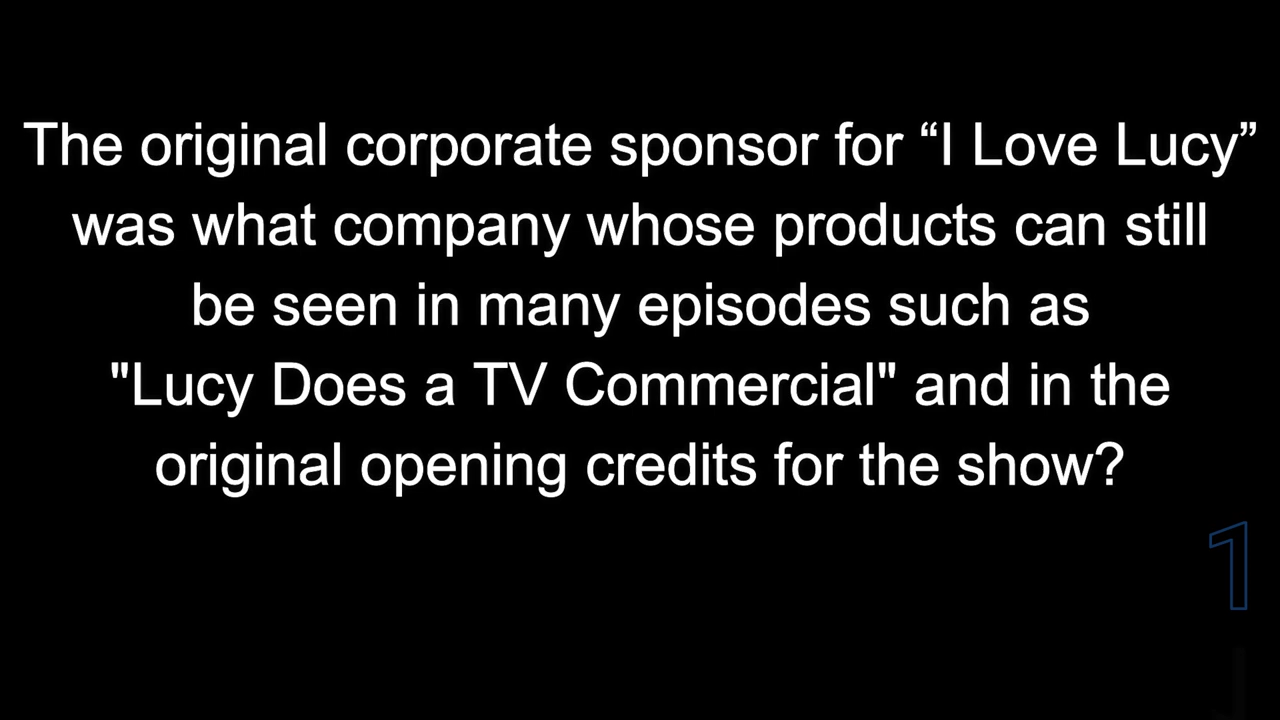 The original corporate sponsor for “I Love Lucy”
was what company whose products can still
be seen in many episodes such as
"Lucy Does a TV Commercial" and in the
original opening credits for the show?
1